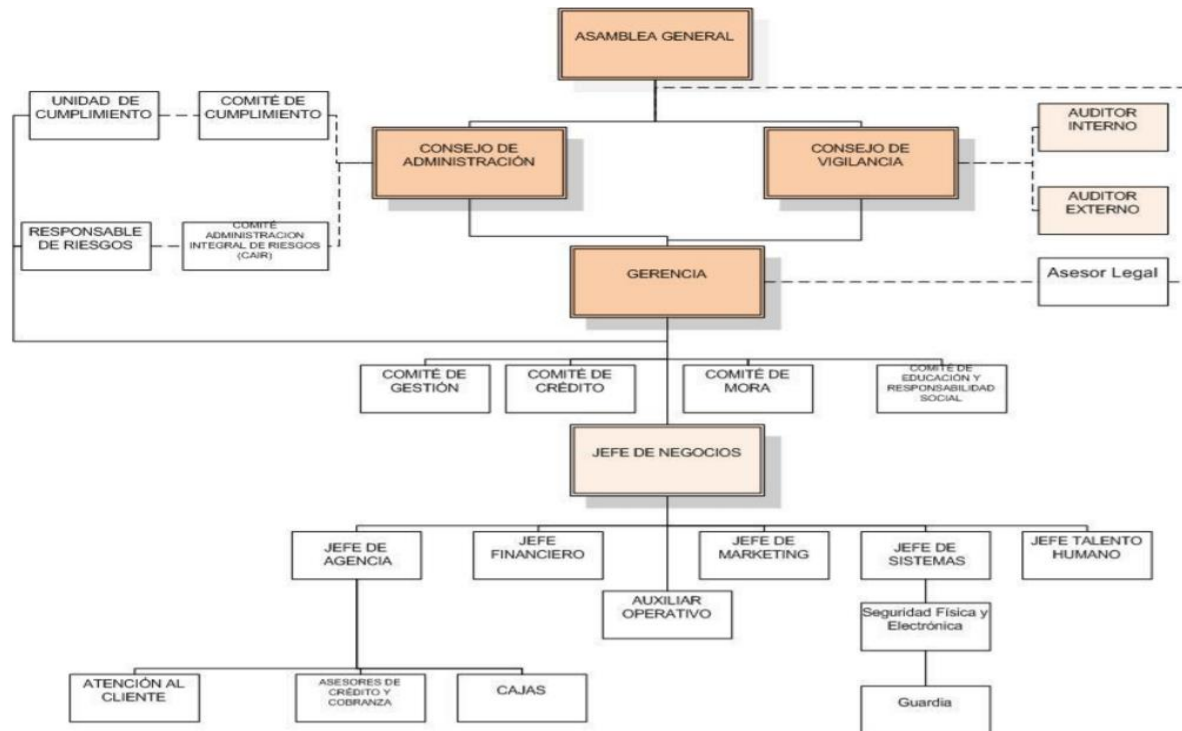 ASAMBLEA GENERAL
UNIDAD DE
CUMPLIMIENTO
COMITÉ DE
CUMPLIMIENTO
CONSEJO DE
ADMINISTRACIÓN
CONSEJO DE
VIGILANCIA
AUDITOR
INTERNO
AUDITOR
EXTERNO
RESPONSABLE
DE RIESGOS
COMITÉ
ADMINISTRACION
INTEGRAL DE RIESGOS
(CAIR)
GERENCIA
Asesor Legal
COMITÉ DE
GESTIÓN
COMITÉ DE
CRÉDITO
COMITÉ DE
MORA
COMITÉ DE
EDUCACIÓN Y
RESPONSABILIDAD
SOCIAL
JEFE DE NEGOCIOS
JEFE DE
AGENCIA
JEFE
FINANCIERO
JEFE DE
MARKETING
JEFE DE
SISTEMAS
JEFE TALENTO
HUMANO
AUXILIAR
OPERATIVO
Seguridad Física y
Electrónica
ATENCIÓN AL
CLIENTE
ASESORES DE
CRÉDITO Y
COBRANZA
CAJAS
Guardia